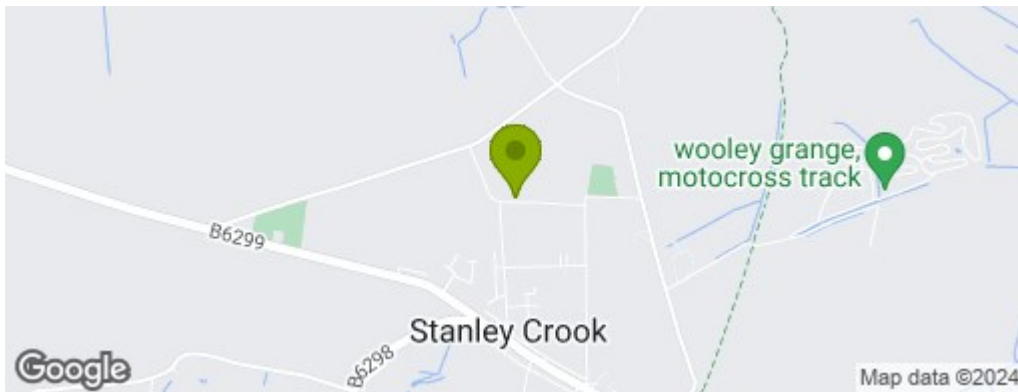 wooley grange,
motocross track
B6299
Stanley Crook
B6298
Google
Map data ©2024